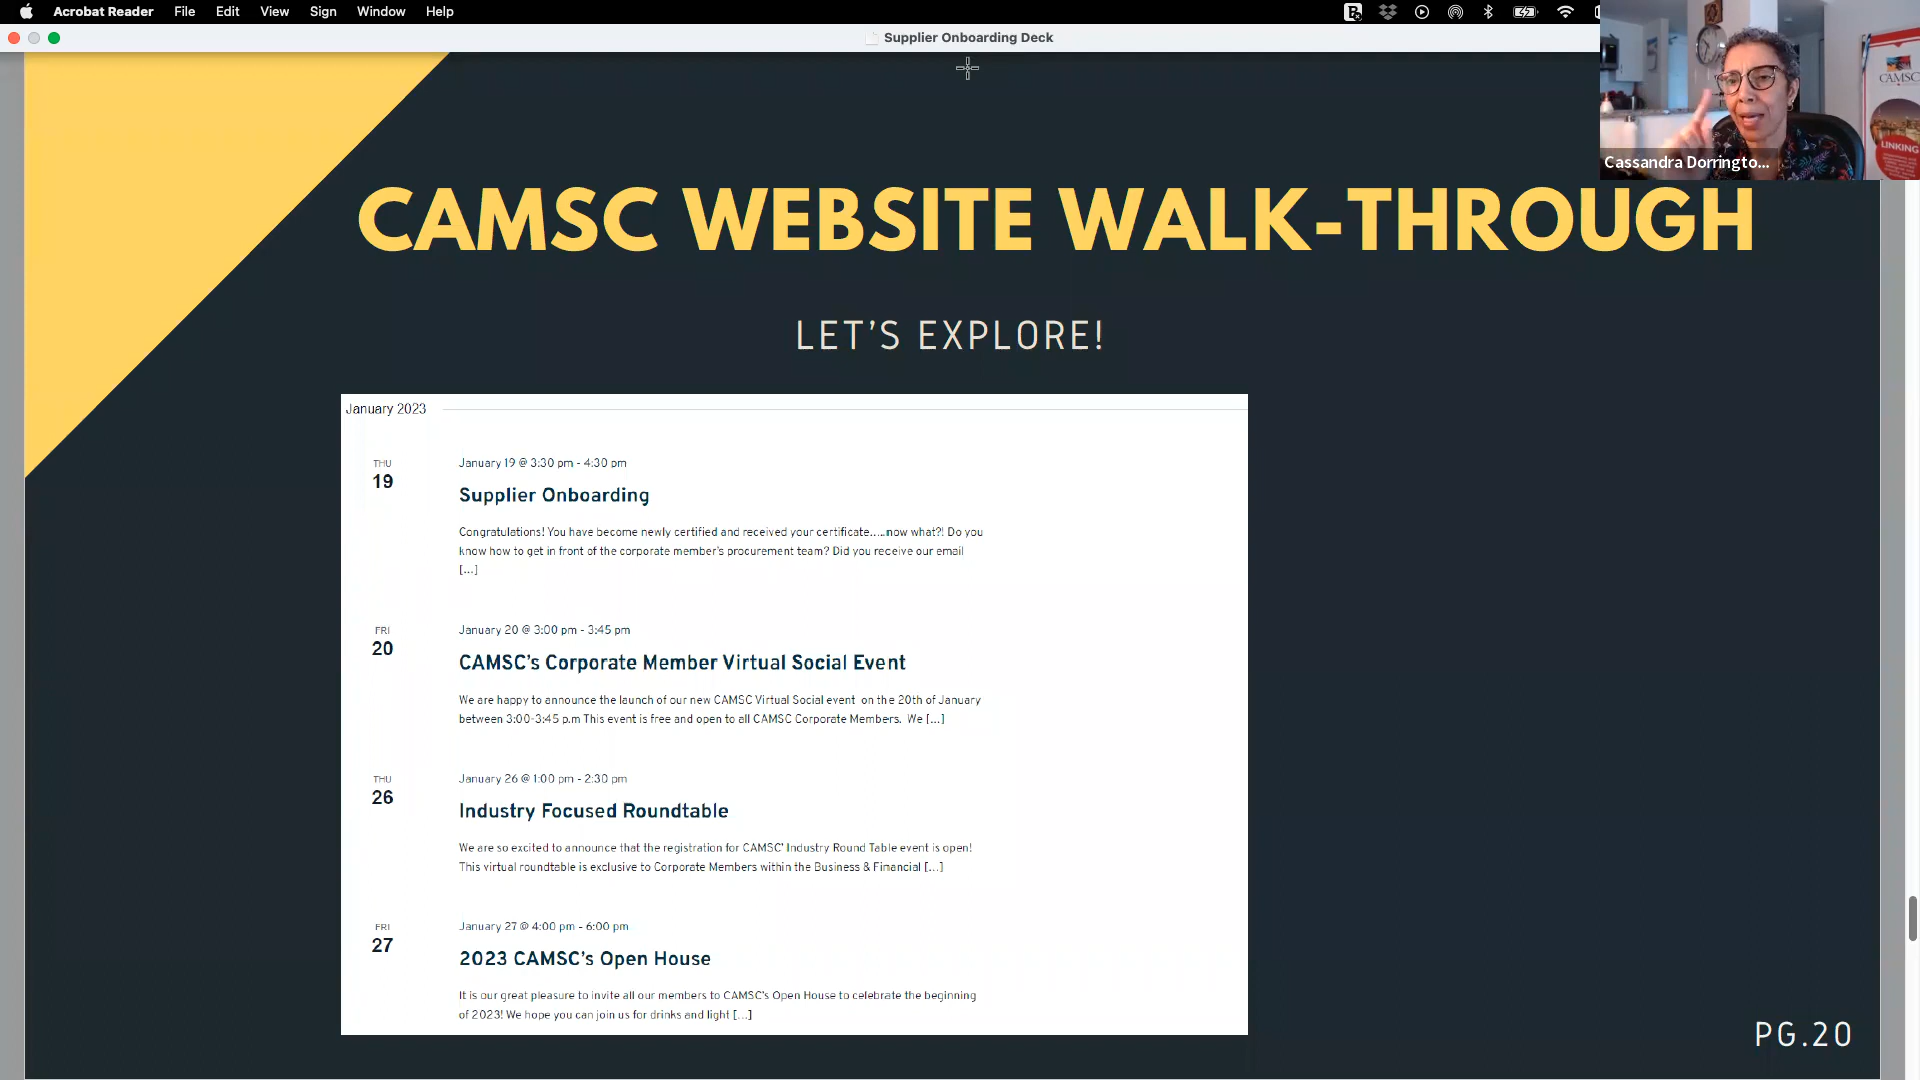 Acrobat Reader File Edit View Sign Window Help
Supplier Onboarding Deck
CAMSC
LINKING
Cassandra Dorringto...
CAMSC WEBSITE WALK-THROUGH
LET'S EXPLORE!
January 2023
THU
19
January 19 @ 3:30 pm - 4:30 pm
Supplier Onboarding
Congratulations! You have become newly certified and received your certificate.....now what?! Do you
know how to get in front of the corporate member's procurement team? Did you receive our email
[...]
FRI
20
January 20 @ 3:00 pm - 3:45 pm
CAMSC's Corporate Member Virtual Social Event
We are happy to announce the launch of our new CAMSC Virtual Social event on the 20th of January
between 3:00-3:45 p.m This event is free and open to all CAMSC Corporate Members. We [...]
THU
26
January 26 @ 1:00 pm - 2:30 pm
Industry Focused Roundtable
We are so excited to announce that the registration for CAMSC' Industry Round Table event is open!
This virtual roundtable is exclusive to Corporate Members within the Business & Financial [...]
FRI
27
January 27 @ 4:00 pm - 6:00 pm
2023 CAMSC's Open House
It is our great pleasure to invite all our members to CAMSC's Open House to celebrate the beginning
of 2023! We hope you can join us for drinks and light [...]
PG.20